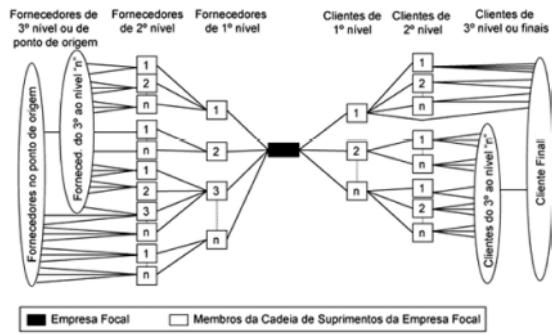 Fornecedores de
3º nível ou de
ponto de origem
Fornecedores
de 2º nível
Fornecedores
de 1º nível
Clientes de
1º nível
Clientes de
2º nível
Clientes de
3º nível ou finais
Fornecedores no ponto de origem
Forneced. do 3º ao nível "n"
1
2
n
1
n
1
2
3
n
1
n
1
2
3
n
1
2
n
1
2
n
1
n
1
2
n
Clientes do 3º ao nível "n"
Cliente Final
Empresa Focal
Membros da Cadeia de Suprimentos da Empresa Focal